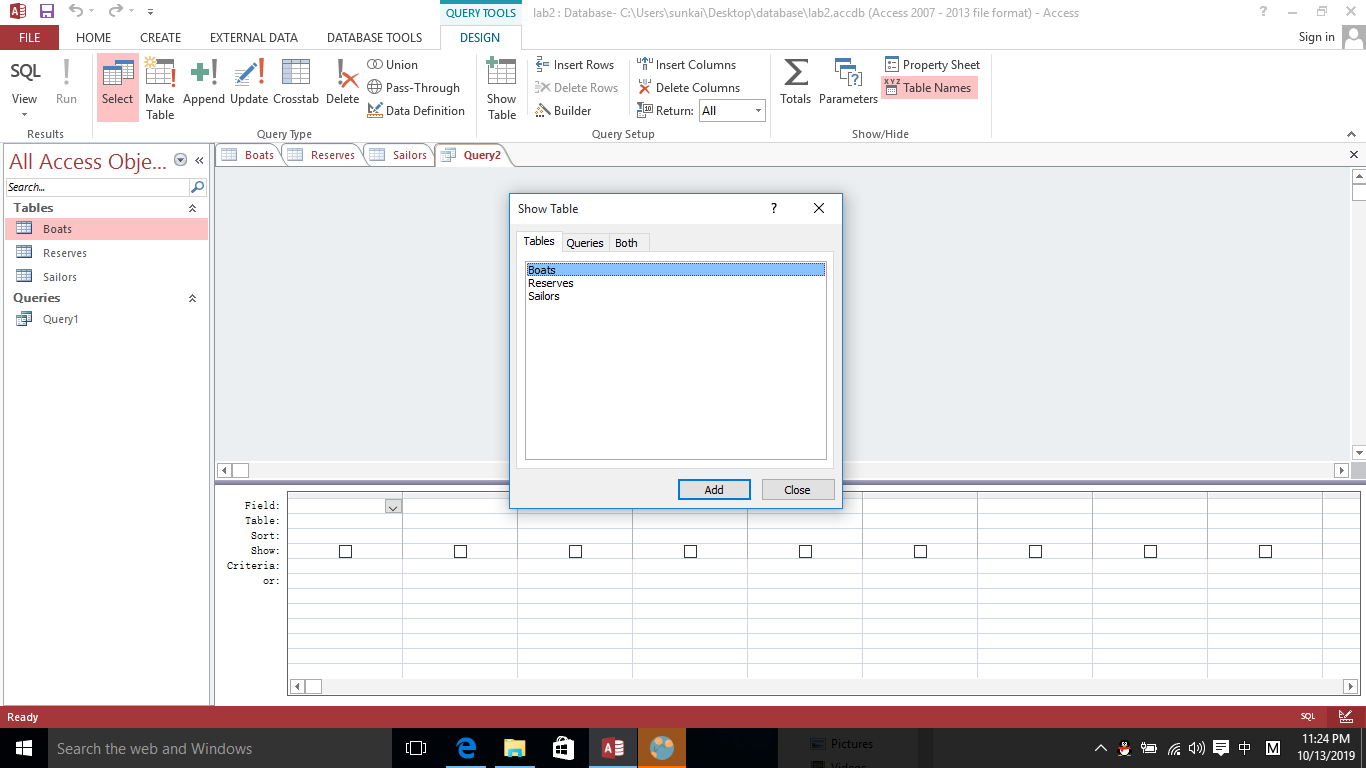 QUERY TOOLS
lab2 : Database- C:\Users\sunkai\Desktop\database\lab2.accdb (Access 2007 - 2013 file format) - Access
?
FILE
HOME
CREATE
EXTERNAL DATA
DATABASE TOOLS
DESIGN
Sign in
SQL
View
Run
Results
Select
Make
Table
Append
Update
Crosstab
Delete
Union
Pass-Through
Data Definition
Query Type
Show
Table
Insert Rows
Delete Rows
Builder
Insert Columns
Delete Columns
Return:
All
Query Setup
Totals
Parameters
Property Sheet
XYZ
Table Names
Show/Hide
All Access Obje...
Search...
Tables
Boats
Reserves
Sailors
Queries
Query1
Boats
Reserves
Sailors
Query2
Show Table
?
Tables
Queries
Both
Boats
Reserves
Sailors
Add
Close
Field:
Table:
Sort:
Show:
Criteria:
or:
Ready
SQL
Search the web and Windows
Pictures
Videos
中
M
11:24 PM
10/13/2019